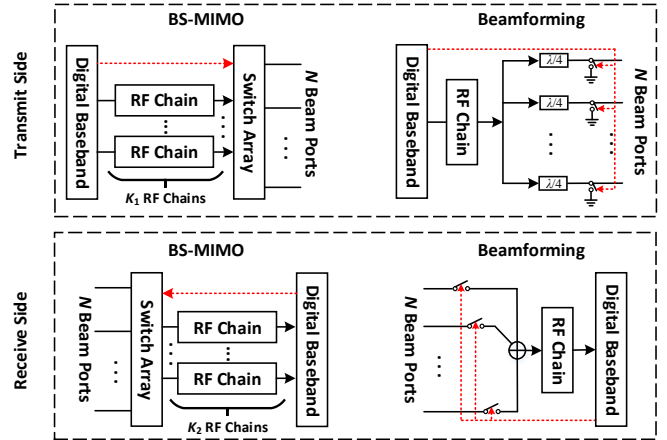 BS-MIMO
Beamforming
Transmit Side
Digital Baseband
RF Chain
RF Chain
K1 RF Chains
Switch Array
N Beam Ports
Digital Baseband
RF Chain
λ/4
λ/4
λ/4
N Beam Ports
BS-MIMO
Beamforming
Receive Side
N Beam Ports
Switch Array
RF Chain
RF Chain
K2 RF Chains
Digital Baseband
N Beam Ports
RF Chain
Digital Baseband